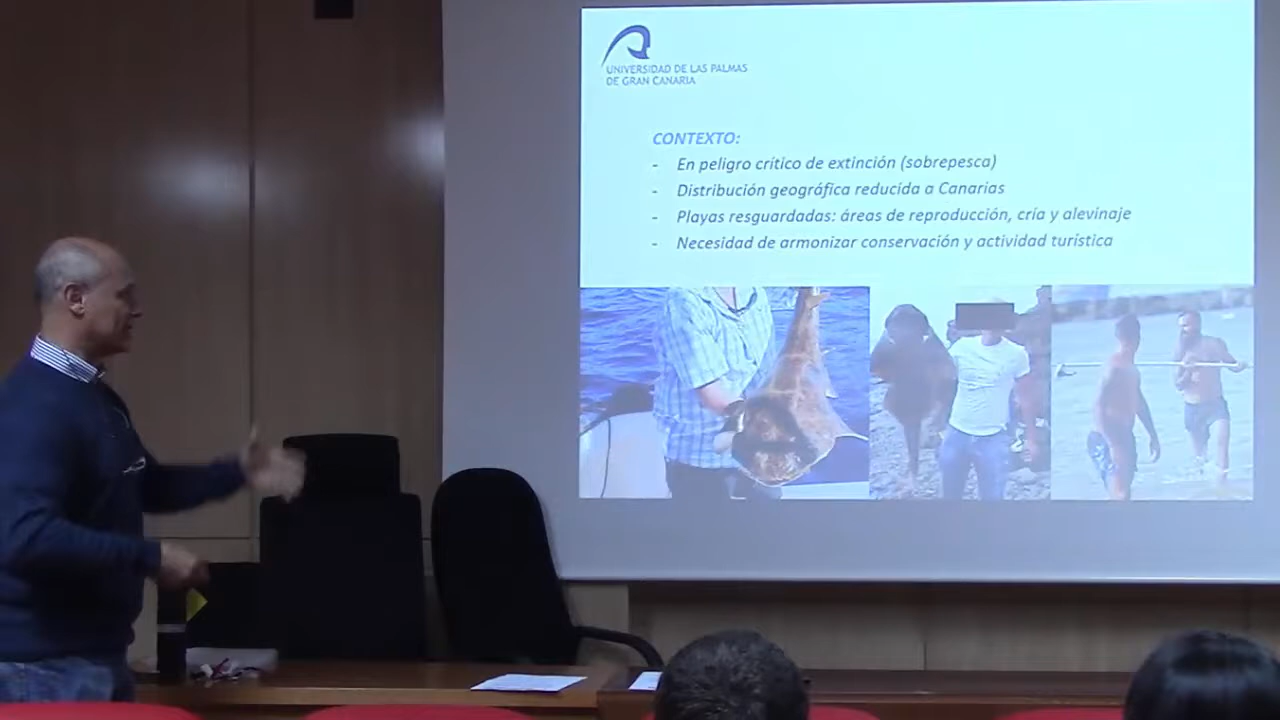 UNIVERSIDAD DE LAS PALMAS
DE GRAN CANARIA
CONTEXTO:
- En peligro crítico de extinción (sobrepesca)
- Distribución geográfica reducida a Canarias
- Playas resguardadas: áreas de reproducción, cría y alevinaje
- Necesidad de armonizar conservación y actividad turística